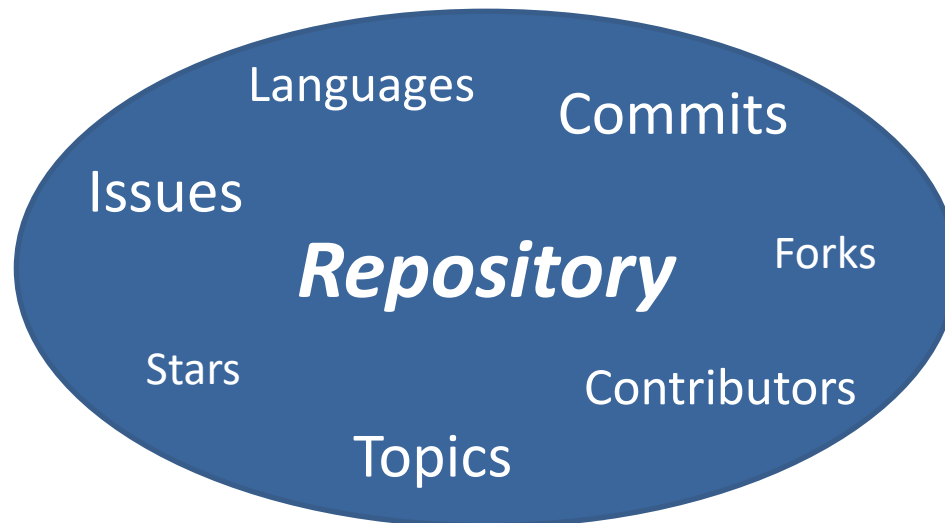 Languages
Commits
Issues
Repository
Forks
Stars
Contributors
Topics